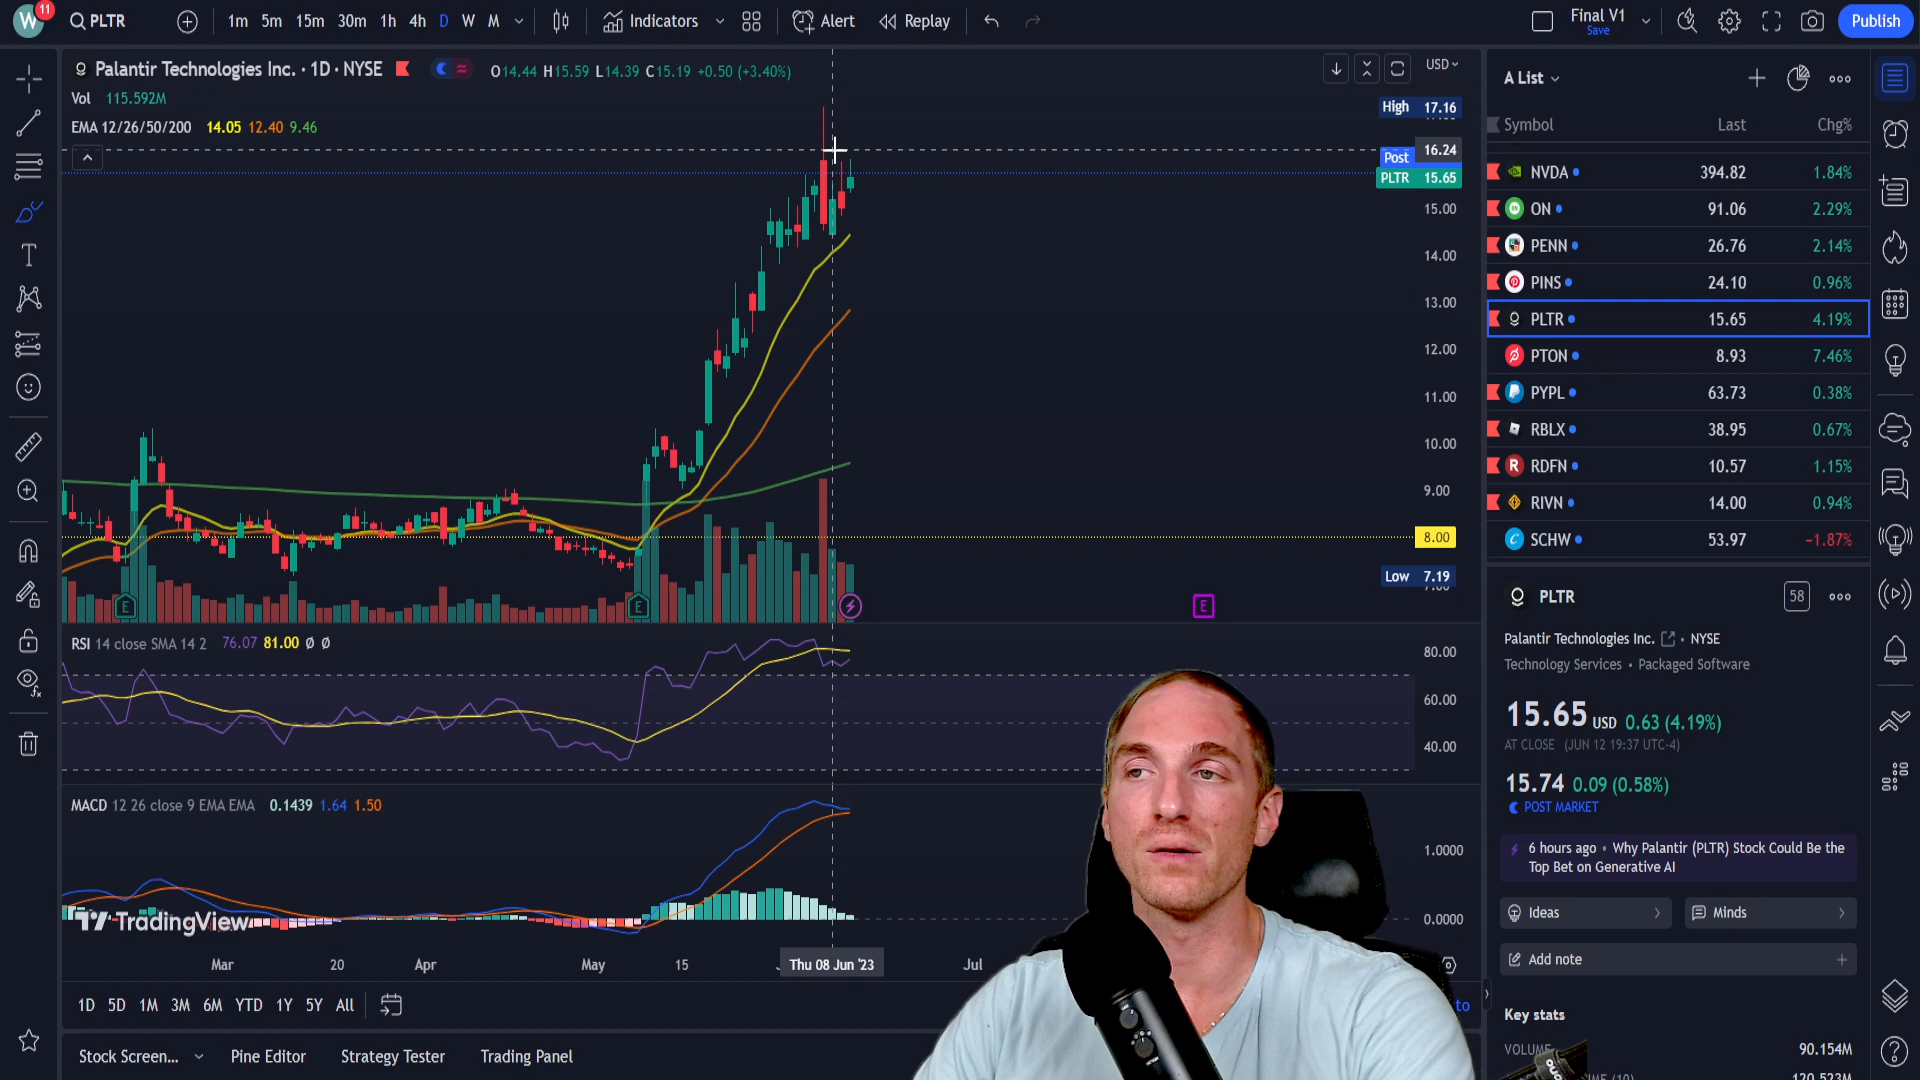 W 11 PLTR 1m 5m 15m 30m 1h 4h D W M Indicators Alert Replay Final V1 Save Publish
Palantir Technologies Inc. · 1D · NYSE O14.44 H15.59 L14.39 C15.19 +0.50 (+3.40%)
Vol 115.592M
EMA 12/26/50/200 14.05 12.40 9.46
USD
High 17.16
16.24
Post
PLTR 15.65
15.00
14.00
13.00
12.00
11.00
10.00
9.00
8.00
Low 7.19
E E E
RSI 14 close SMA 14 2 76.07 81.00 Ø Ø
80.00
60.00
40.00
MACD 12 26 close 9 EMA EMA 0.1439 1.64 1.50
1.0000
0.0000
TradingView
Mar 20 Apr May 15 Thu 08 Jun '23 Jul
1D 5D 1M 3M 6M YTD 1Y 5Y All
to
Stock Screen... Pine Editor Strategy Tester Trading Panel
A List
Symbol Last Chg%
NVDA 394.82 1.84%
ON 91.06 2.29%
PENN 26.76 2.14%
PINS 24.10 0.96%
PLTR 15.65 4.19%
PTON 8.93 7.46%
PYPL 63.73 0.38%
RBLX 38.95 0.67%
RDFN 10.57 1.15%
RIVN 14.00 0.94%
SCHW 53.97 −1.87%
PLTR 58
Palantir Technologies Inc. • NYSE
Technology Services • Packaged Software
15.65 USD 0.63 (4.19%)
AT CLOSE (JUN 12 19:37 UTC-4)
15.74 0.09 (0.58%)
POST MARKET
6 hours ago • Why Palantir (PLTR) Stock Could Be the
Top Bet on Generative AI
Ideas Minds
Add note
Key stats
VOLUME 90.154M